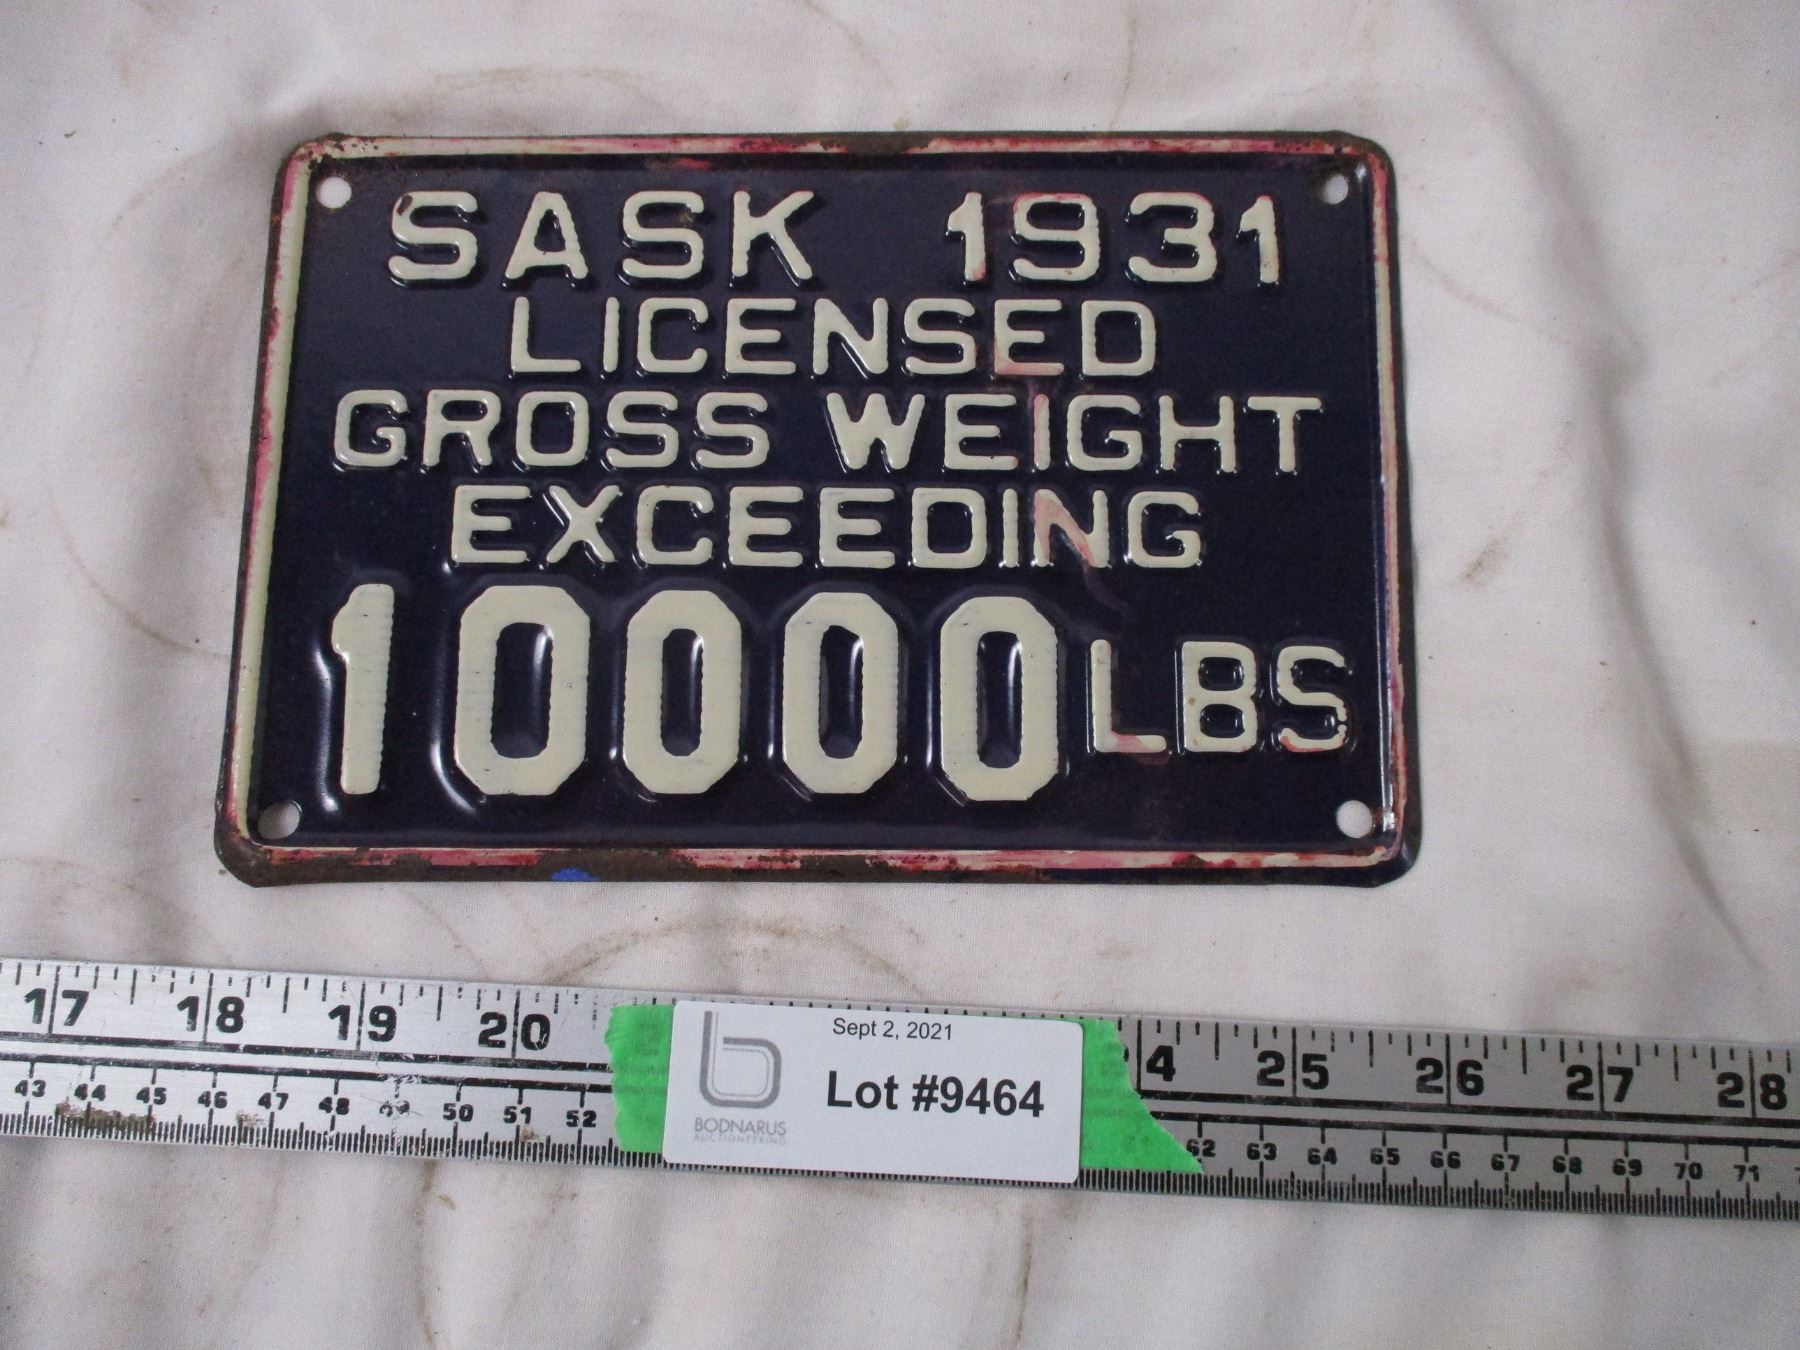 SASK 1931
LICENSED
GROSS WEIGHT
EXCEEDING
10000 LBS
17 18 19 20 24 25 26 27 28
43 44 45 46 47 48 49 50 51 52 62 63 64 65 66 67 68 69 70 71
Sept 2, 2021
Lot #9464
b
BODNARUS
AUCTIONEERING